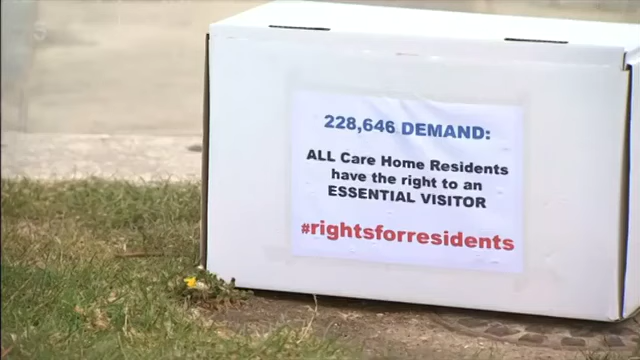 228,646 DEMAND:
ALL Care Home Residents
have the right to an
ESSENTIAL VISITOR
#rightsforresidents